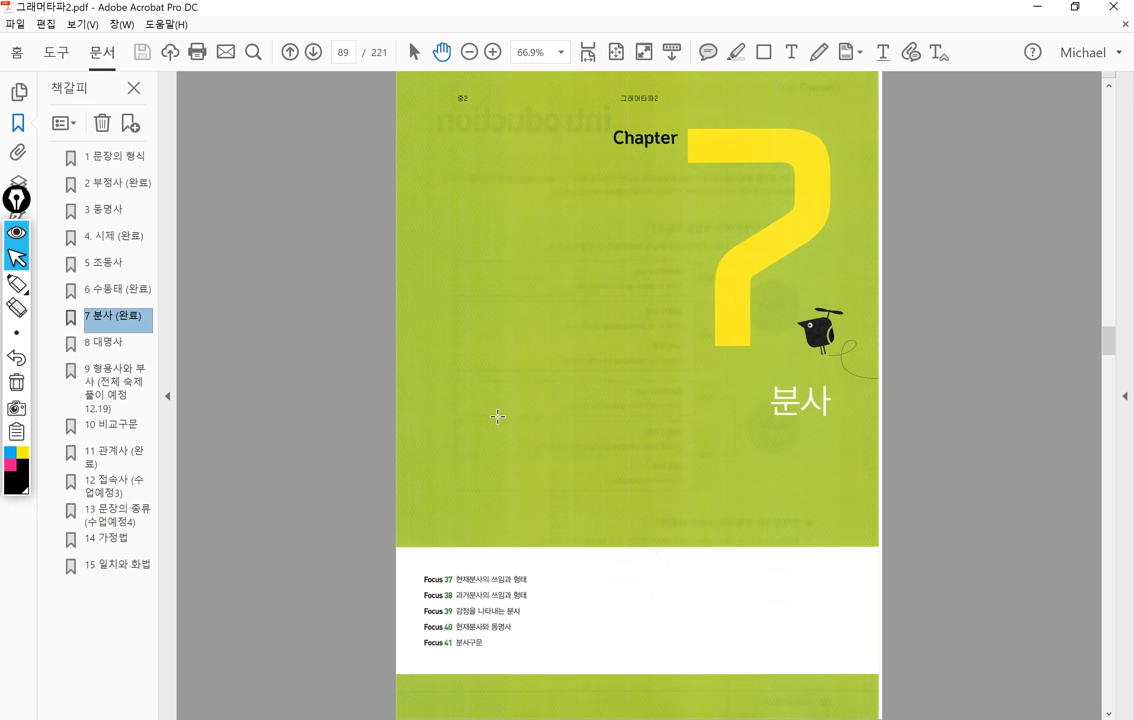 그래머타파2.pdf - Adobe Acrobat Pro DC
파일 편집 보기(V) 창(W) 도움말(H)
홈 도구 문서 89 / 221 66.9% Michael
책갈피
1 문장의 형식
2 부정사 (완료)
3 동명사
4. 시제 (완료)
5 조동사
6 수동태 (완료)
7 분사 (완료)
8 대명사
9 형용사와 부
사 (전체 숙제
풀이 예정
12.19)
10 비교구문
11 관계사 (완
료)
12 접속사 (수
업예정3)
13 문장의 종류
(수업예정4)
14 가정법
15 일치와 화법
중2 그래머타파2
Chapter 7
분사
Focus 37 현재분사의 쓰임과 형태
Focus 38 과거분사의 쓰임과 형태
Focus 39 감정을 나타내는 분사
Focus 40 현재분사와 동명사
Focus 41 분사구문